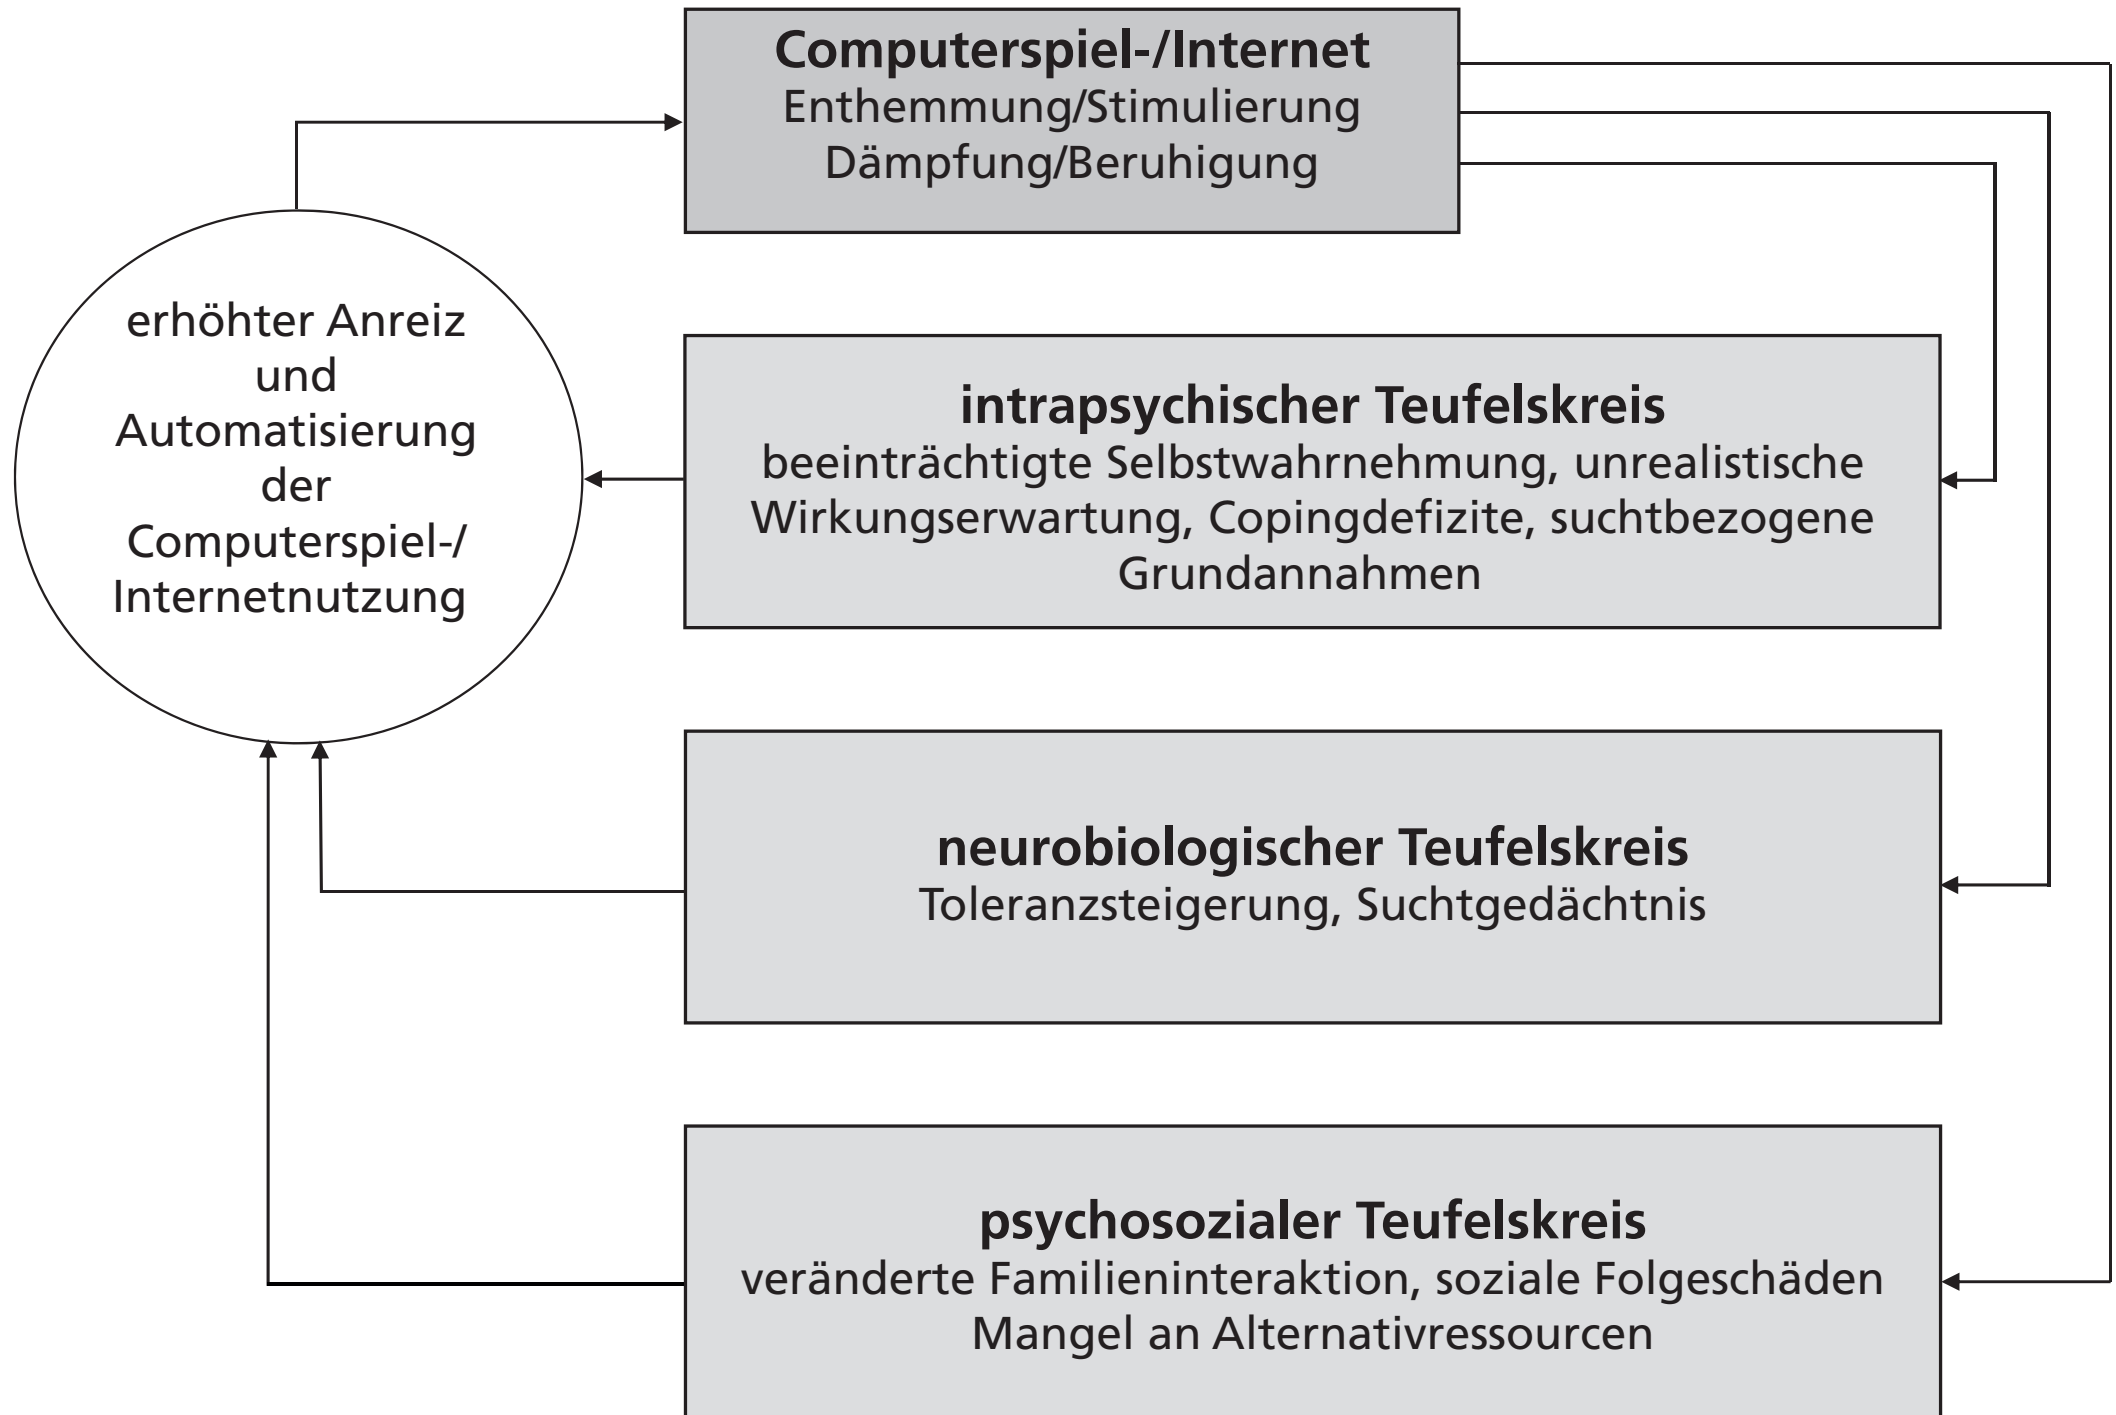 Computerspiel-/Internet
Enthemmung/Stimulierung
Dämpfung/Beruhigung
erhöhter Anreiz
und
Automatisierung
der
Computerspiel-/
Internetnutzung
intrapsychischer Teufelskreis
beeinträchtigte Selbstwahrnehmung, unrealistische
Wirkungserwartung, Copingdefizite, suchtbezogene
Grundannahmen
neurobiologischer Teufelskreis
Toleranzsteigerung, Suchtgedächtnis
psychosozialer Teufelskreis
veränderte Familieninteraktion, soziale Folgeschäden
Mangel an Alternativressourcen